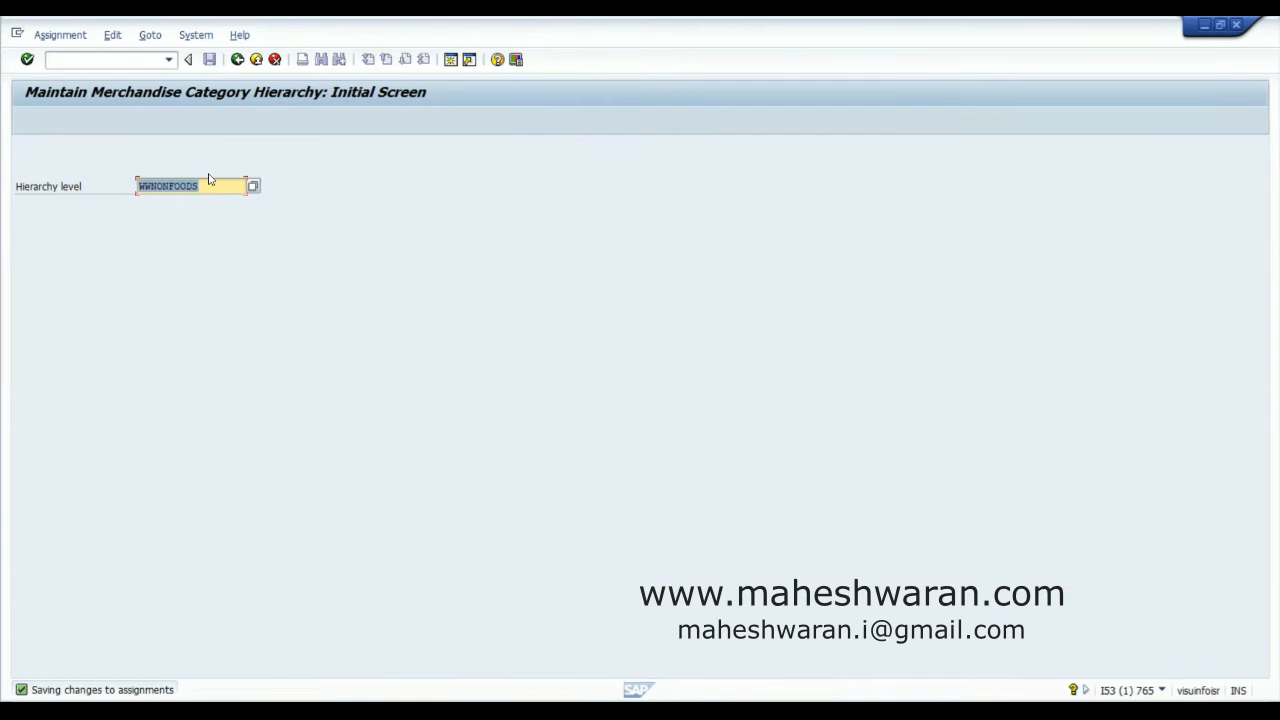 Assignment Edit Goto System Help
Maintain Merchandise Category Hierarchy: Initial Screen
Hierarchy level WWNONFOODS
www.maheshwaran.com
maheshwaran.i@gmail.com
Saving changes to assignments SAP I53 (1) 765 visuinfoisr INS